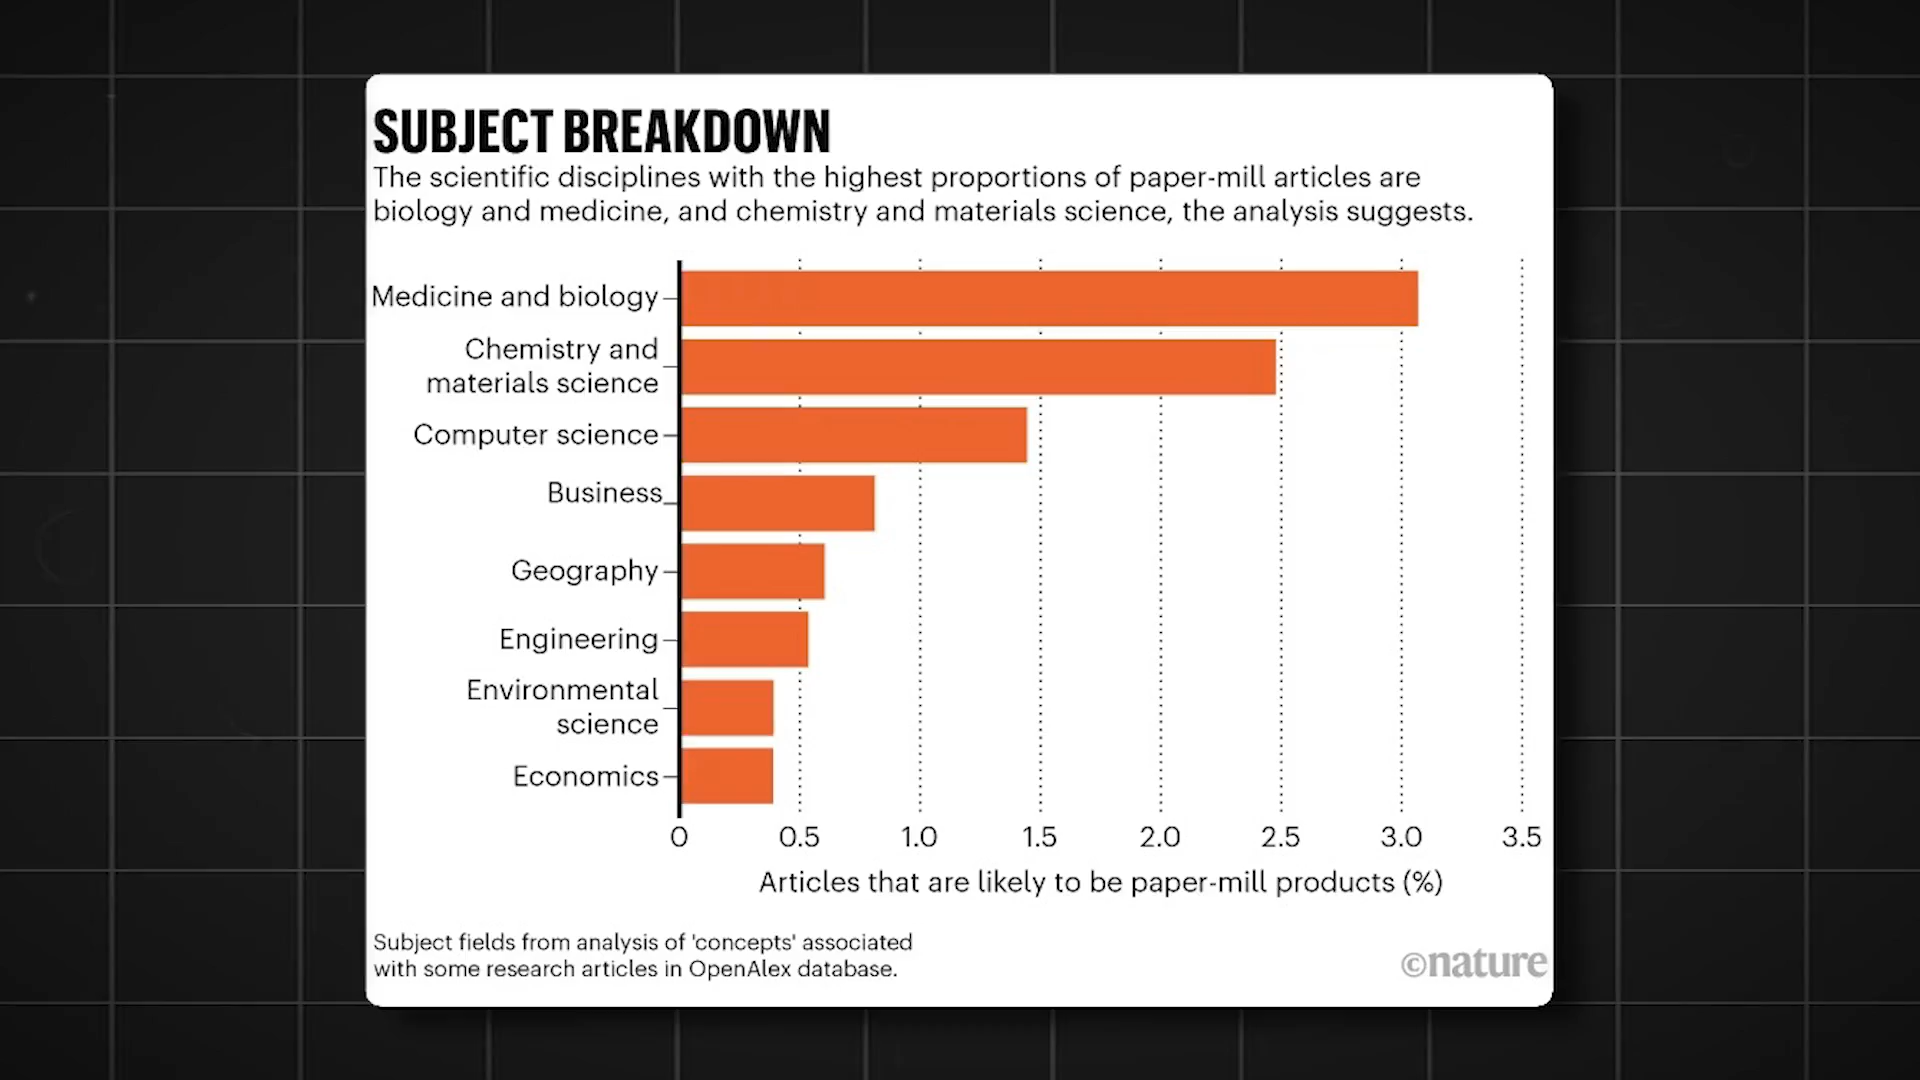 SUBJECT BREAKDOWN
The scientific disciplines with the highest proportions of paper-mill articles are
biology and medicine, and chemistry and materials science, the analysis suggests.
Medicine and biology
Chemistry and
materials science
Computer science
Business
Geography
Engineering
Environmental
science
Economics
0 0.5 1.0 1.5 2.0 2.5 3.0 3.5
Articles that are likely to be paper-mill products (%)
Subject fields from analysis of 'concepts' associated
with some research articles in OpenAlex database.
©nature